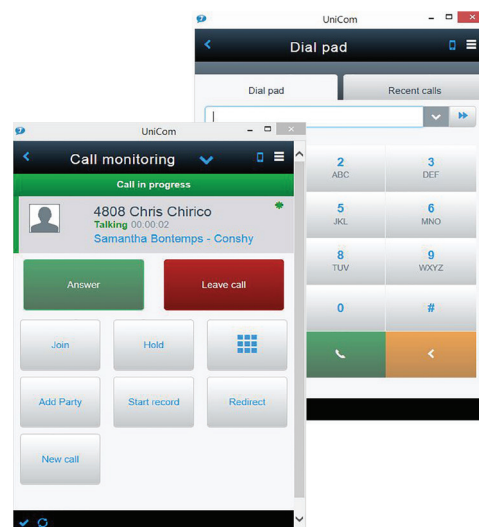 UniCom
Dial pad
Dial pad Recent calls
2 3
ABC DEF
5 6
JKL MNO
8 9
TUV WXYZ
0 #
UniCom
Call monitoring
Call in progress
4808 Chris Chirico
Talking 00:00:02
Samantha Bontemps - Conshy
Answer Leave call
Join Hold
Add Party Start record Redirect
New call